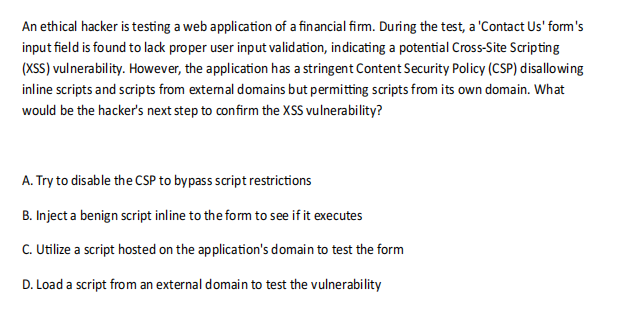 An ethical hacker is testing a web application of a financial firm. During the test, a 'Contact Us' form's
input field is found to lack proper user input validation, indicating a potential Cross-Site Scripting
(XSS) vulnerability. However, the application has a stringent Content Security Policy (CSP) disallowing
inline scripts and scripts from external domains but permitting scripts from its own domain. What
would be the hacker's next step to confirm the XSS vulnerability?
A. Try to disable the CSP to bypass script restrictions
B. Inject a benign script inline to the form to see if it executes
C. Utilize a script hosted on the application's domain to test the form
D. Load a script from an external domain to test the vulnerability